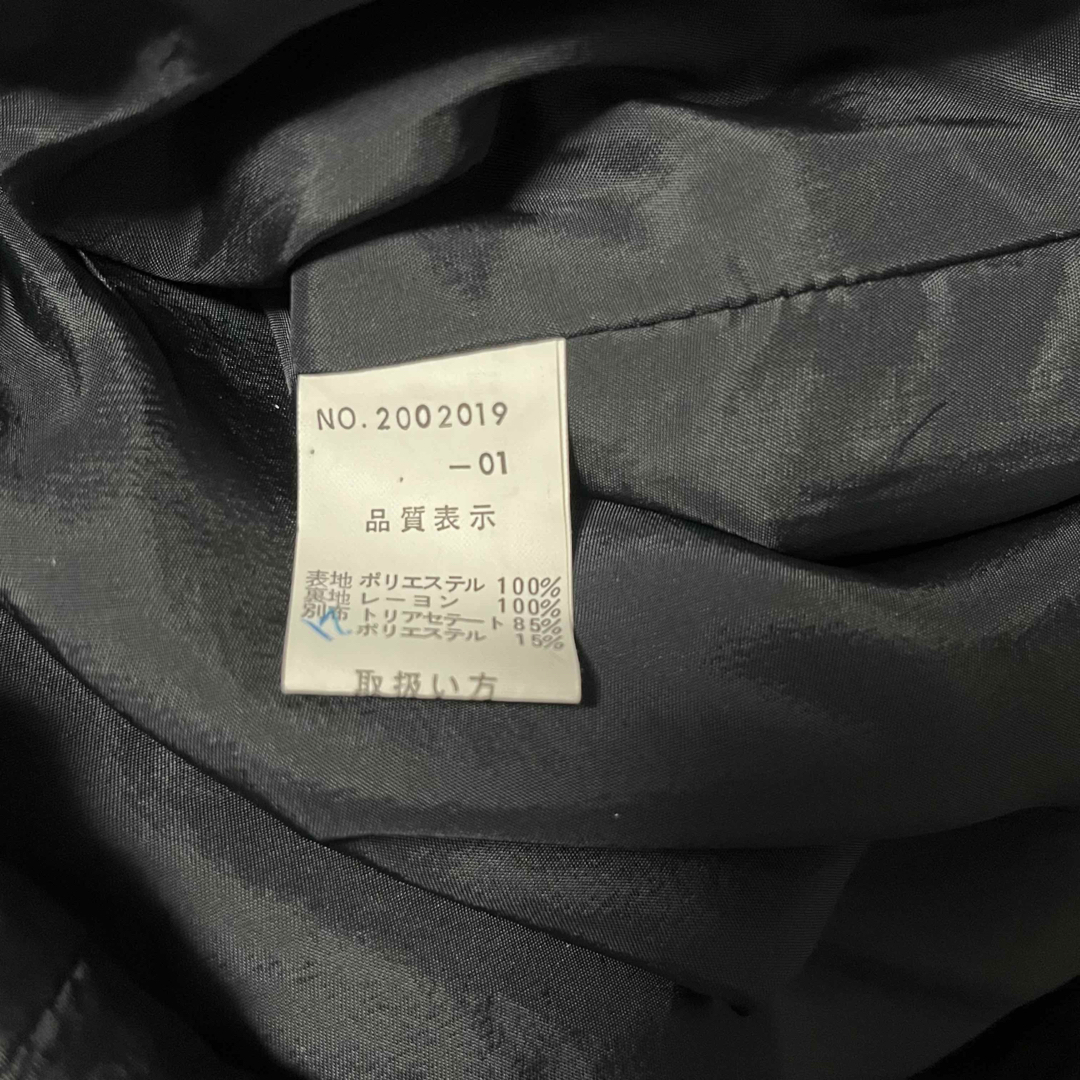 NO.2002019
-01
品質表示
表地 ポリエステル 100%
裏地 レーヨン 100%
別布 トリアセテート 85%
ポリエステル 15%
取扱い方